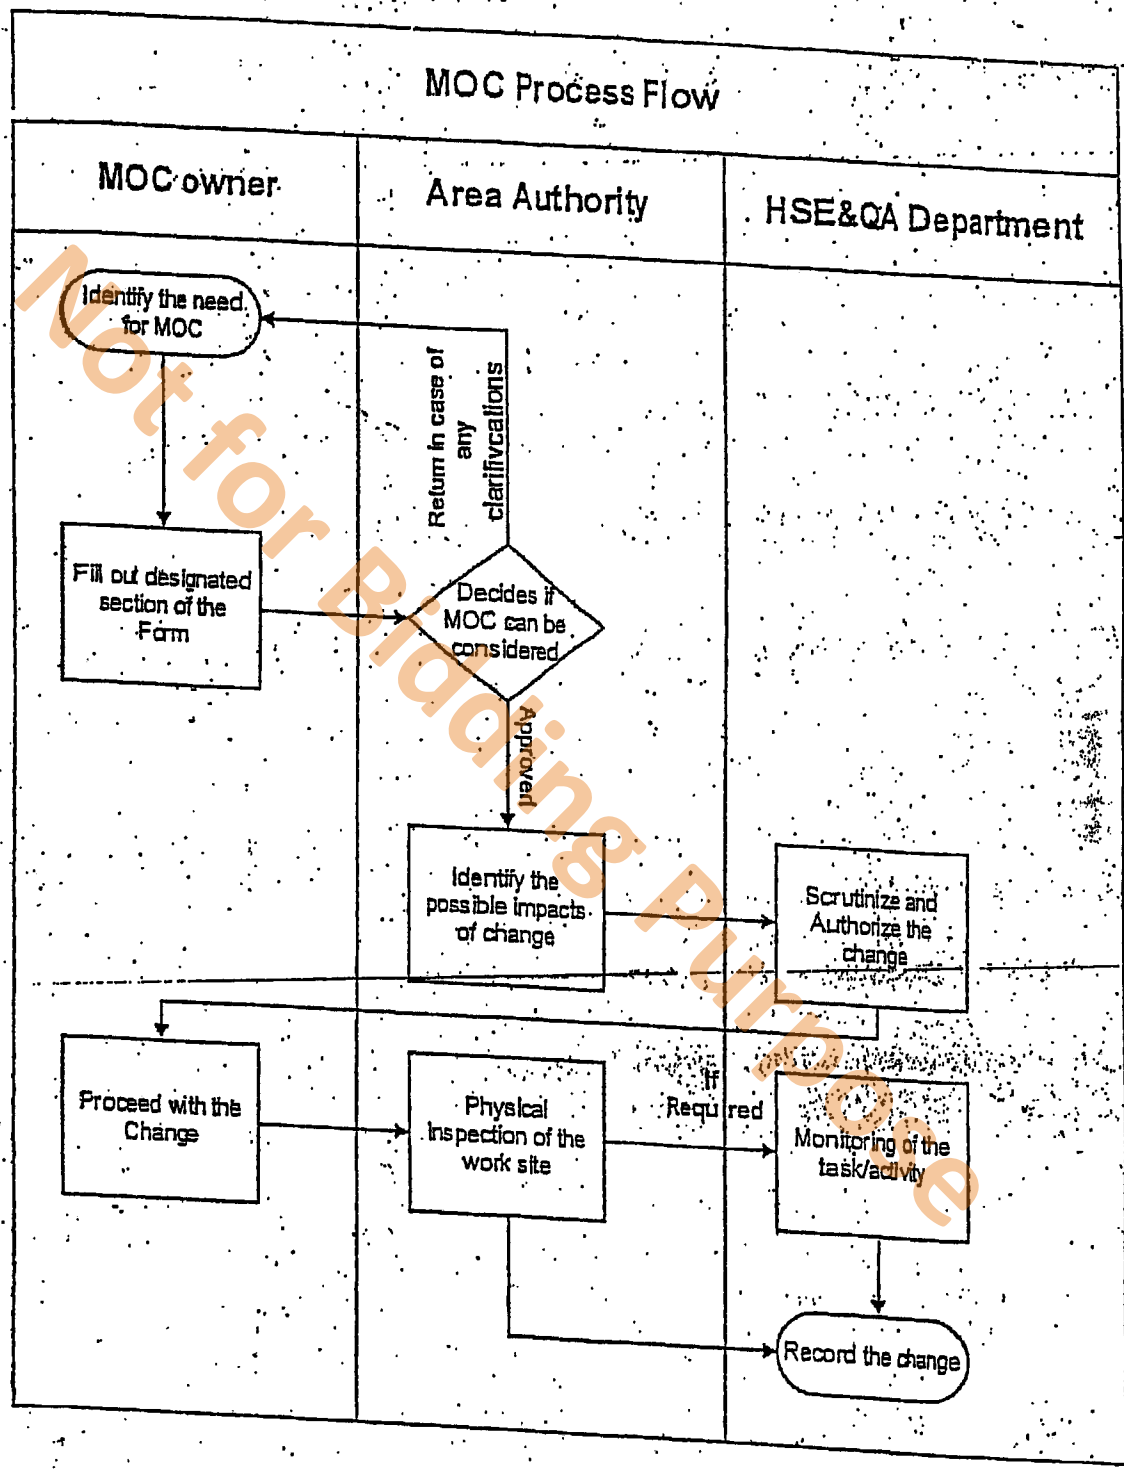 MOC Process Flow
MOC owner
Area Authority
HSE&QA Department
Identify the need
for MOC
Return in case of
any
clarifivcations
Fill out designated
section of the
Form
Decides if
MOC can be
considered
Approved
Identify the
possible impacts
of change
Scrutinize and
Authorize the
change
Proceed with the
Change
Physical
inspection of the
work site
If
Required
Monitoring of the
task/activity
Record the change
Not for Bidding Purpose